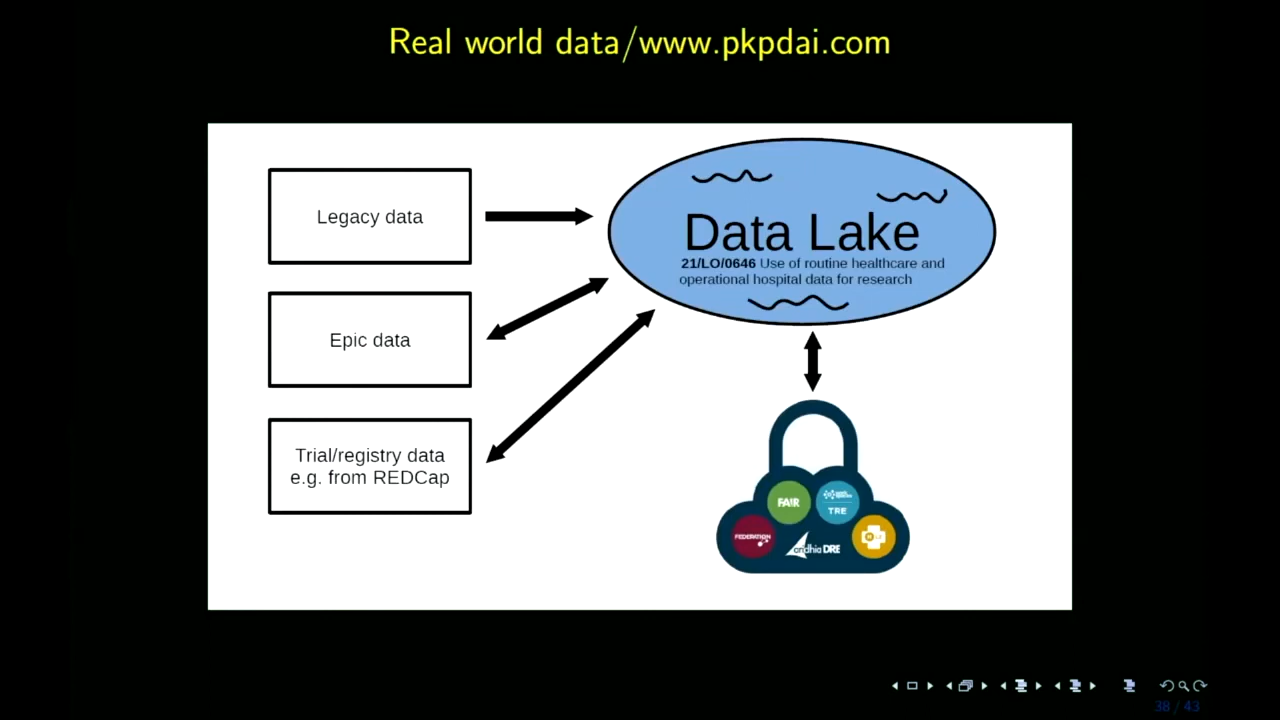 Real world data/www.pkpdai.com
Legacy data
Data Lake
21/LO/0646 Use of routine healthcare and
operational hospital data for research
Epic data
Trial/registry data
e.g. from REDCap
FAIR
TRE
FEDERATION
DRE
38 / 43